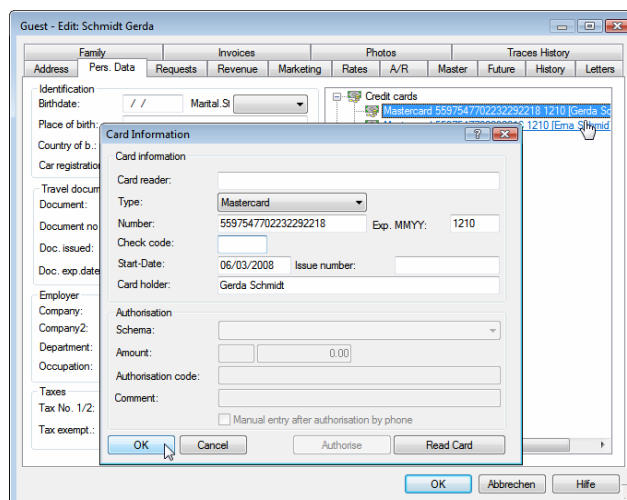 Guest - Edit: Schmidt Gerda
Family Invoices Photos Traces History
Address Pers. Data Requests Revenue Marketing Rates A/R Master Future History Letters
Identification
Birthdate: / / Marital.St
Place of birth:
Country of b.:
Car registration
Travel docum
Document:
Document no
Doc. issued:
Doc. exp.date
Employer
Company:
Company2:
Department:
Occupation:
Taxes
Tax No. 1/2:
Tax exempt.:
Credit cards
Mastercard 5597547702232292218 1210 [Gerda Sc
1210 [Erna Schmid
Card Information
Card information
Card reader:
Type: Mastercard
Number: 5597547702232292218 Exp. MMYY: 1210
Check code:
Start-Date: 06/03/2008 Issue number:
Card holder: Gerda Schmidt
Authorisation
Schema:
Amount: 0.00
Authorisation code:
Comment:
Manual entry after authorisation by phone
OK Cancel Authorise Read Card
OK Abbrechen Hilfe